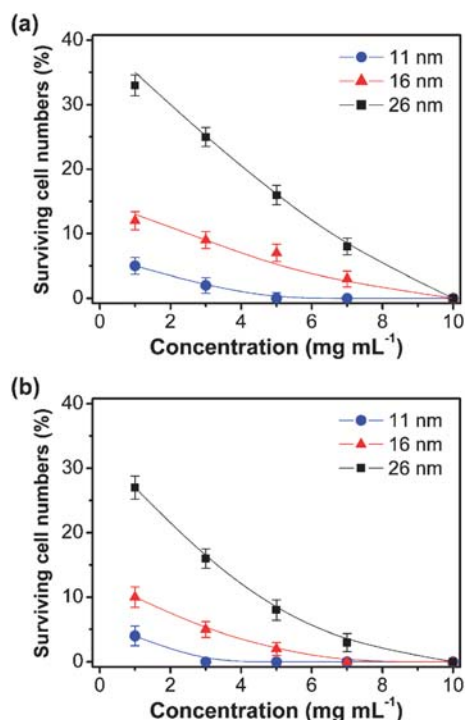 (a)
40
30
20
10
0
Surviving cell numbers (%)
11 nm
16 nm
26 nm
0 2 4 6 8 10
Concentration (mg mL⁻¹)
(b)
40
30
20
10
0
Surviving cell numbers (%)
11 nm
16 nm
26 nm
0 2 4 6 8 10
Concentration (mg mL⁻¹)